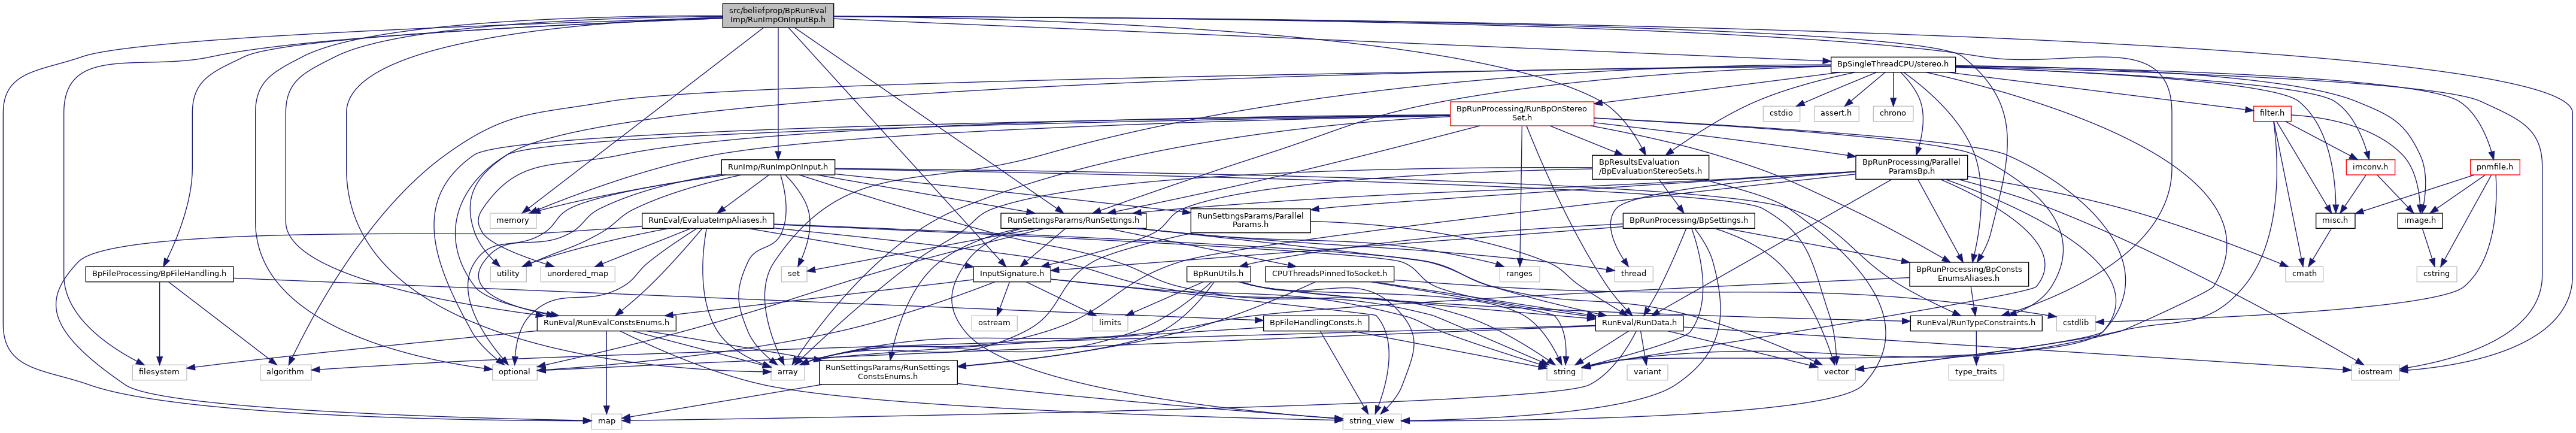 src/beliefprop/BpRunEval
Imp/RunImpOnInputBp.h
BpSingleThreadCPU/stereo.h
BpRunProcessing/RunBpOnStereo
Set.h
cstdio
assert.h
chrono
filter.h
RunImp/RunImpOnInput.h
BpResultsEvaluation
/BpEvaluationStereoSets.h
BpRunProcessing/Parallel
ParamsBp.h
imconv.h
pnmfile.h
memory
RunEval/EvaluateImpAliases.h
RunSettingsParams/RunSettings.h
RunSettingsParams/Parallel
Params.h
BpRunProcessing/BpSettings.h
misc.h
image.h
BpFileProcessing/BpFileHandling.h
utility
unordered_map
set
InputSignature.h
BpRunUtils.h
CPUThreadsPinnedToSocket.h
ranges
thread
BpRunProcessing/BpConsts
EnumsAliases.h
cmath
cstring
RunEval/RunEvalConstsEnums.h
ostream
limits
BpFileHandlingConsts.h
RunEval/RunData.h
RunEval/RunTypeConstraints.h
cstdlib
filesystem
algorithm
optional
array
RunSettingsParams/RunSettings
ConstsEnums.h
string
variant
vector
type_traits
iostream
map
string_view